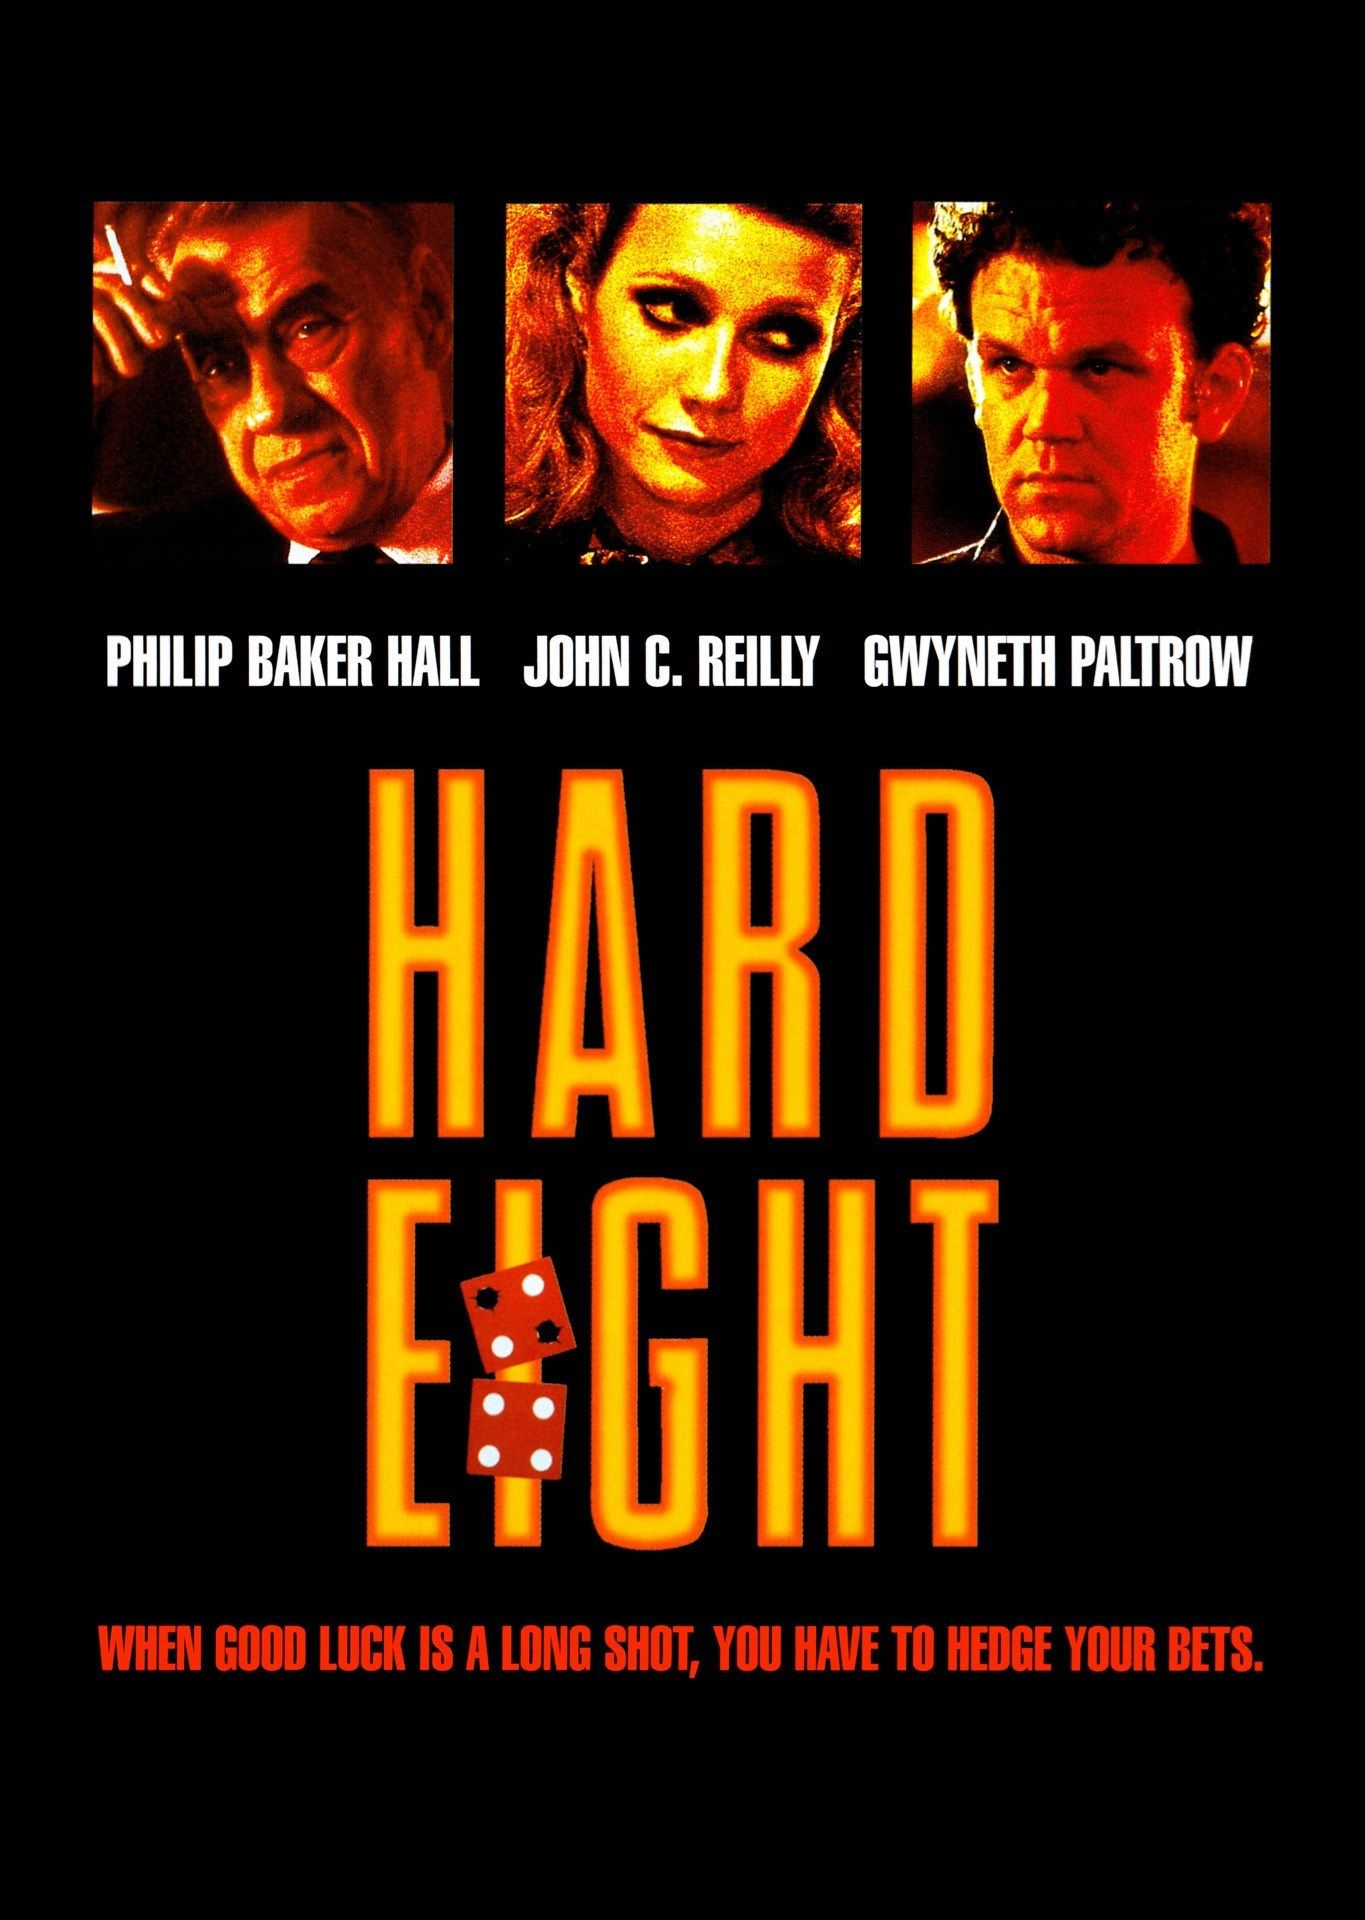 PHILIP BAKER HALL JOHN C. REILLY GWYNETH PALTROW
HARD
EIGHT
WHEN GOOD LUCK IS A LONG SHOT, YOU HAVE TO HEDGE YOUR BETS.